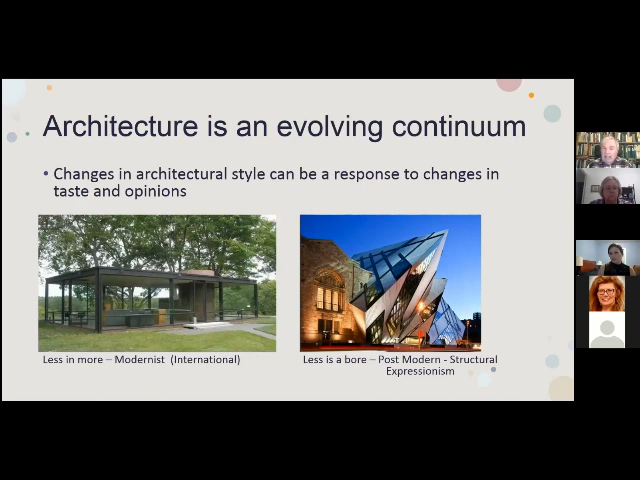 Architecture is an evolving continuum
• Changes in architectural style can be a response to changes in
taste and opinions
Less in more – Modernist (International)
Less is a bore – Post Modern - Structural
Expressionism